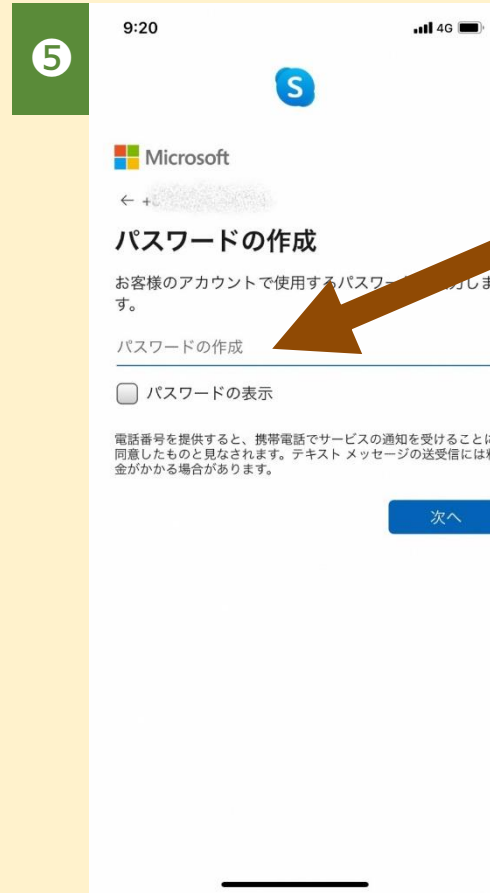 ❺
9:20
4G
S
Microsoft
← +
パスワードの作成
お客様のアカウントで使用するパスワー 力しま
す。
パスワードの作成
パスワードの表示
電話番号を提供すると、携帯電話でサービスの通知を受けることに
同意したものと見なされます。テキスト メッセージの送受信には料
金がかかる場合があります。
次へ